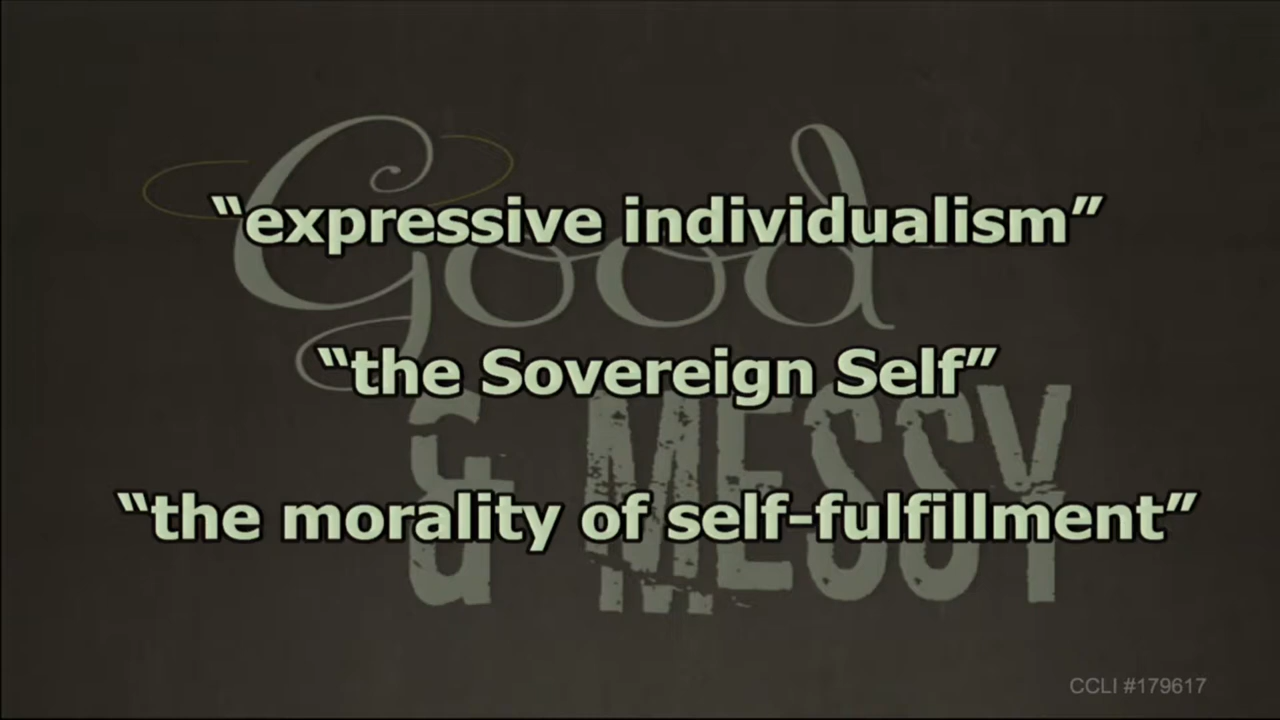 Good
& MESSY
“expressive individualism”
“the Sovereign Self”
“the morality of self-fulfillment”
CCLI #179617